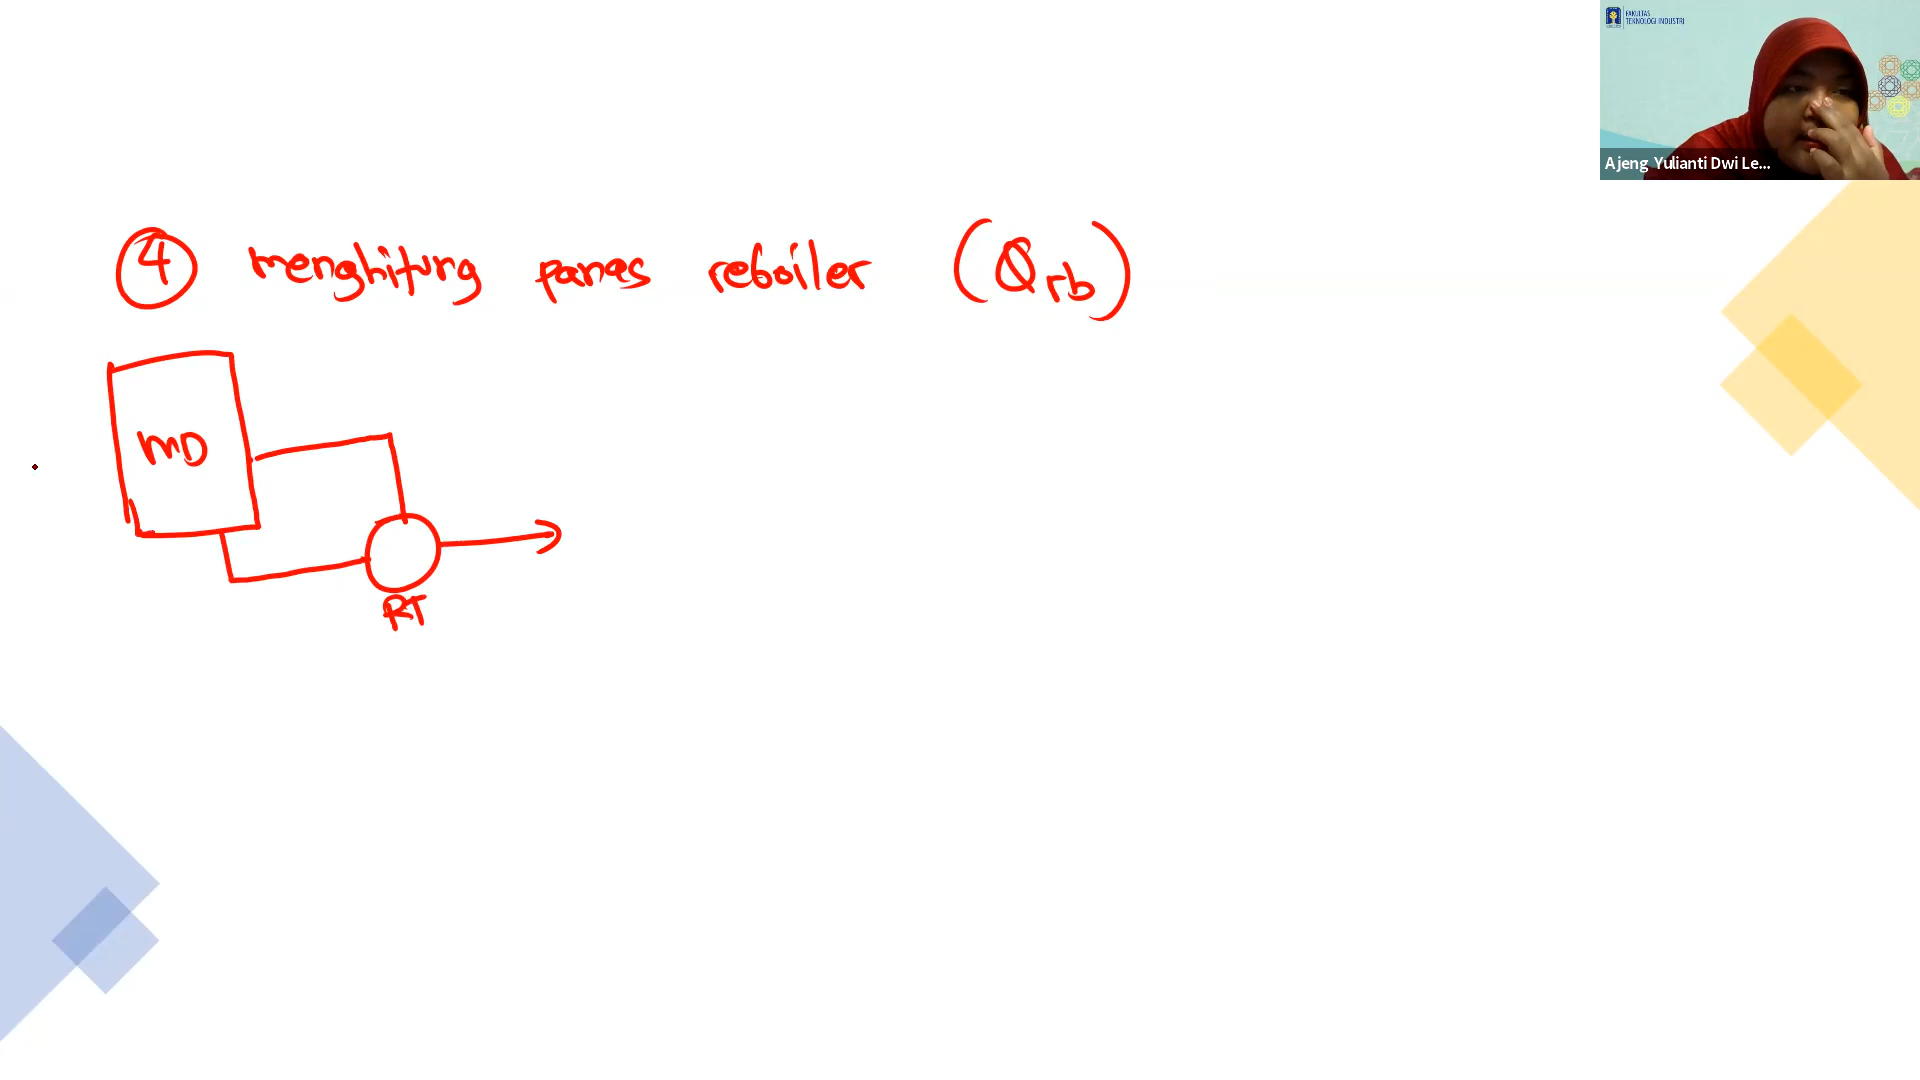 FAKULTAS
TEKNOLOGI INDUSTRI
Ajeng Yulianti Dwi Le...
4 menghitung panas reboiler (Qrb)
MD
RT